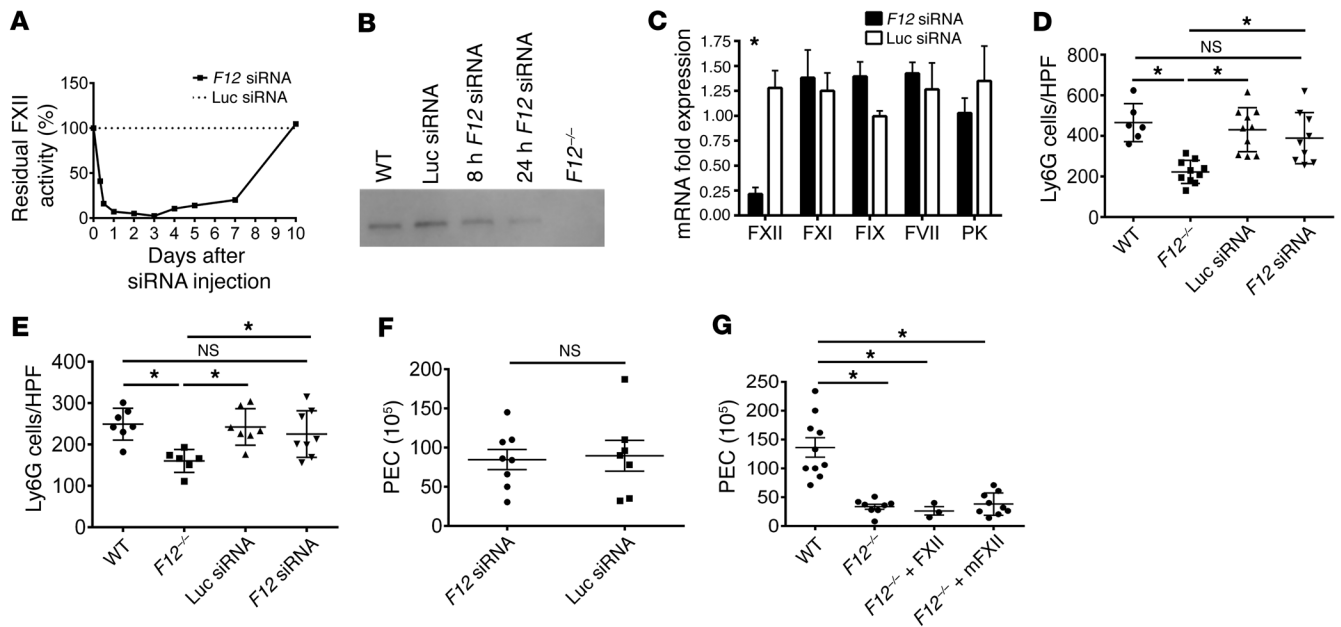 A
F12 siRNA
Luc siRNA
Residual FXII
activity (%)
150
100
50
0
0 1 2 3 4 5 6 7 8 9 10
Days after
siRNA injection
B
WT
Luc siRNA
8 h F12 siRNA
24 h F12 siRNA
F12⁻/⁻
C
F12 siRNA
Luc siRNA
mRNA fold expression
1.75
1.50
1.25
1.00
0.75
0.50
0.25
0.00
*
FXII FXI FIX FVII PK
D
*
NS
* *
Ly6G cells/HPF
800
600
400
200
0
WT
F12⁻/⁻
Luc siRNA
F12 siRNA
E
*
NS
* *
Ly6G cells/HPF
400
300
200
100
0
WT
F12⁻/⁻
Luc siRNA
F12 siRNA
F
NS
PEC (10⁵)
200
150
100
50
0
F12 siRNA
Luc siRNA
G
*
*
*
PEC (10⁵)
250
200
150
100
50
0
WT
F12⁻/⁻
F12⁻/⁻ + FXII
F12⁻/⁻ + mFXII